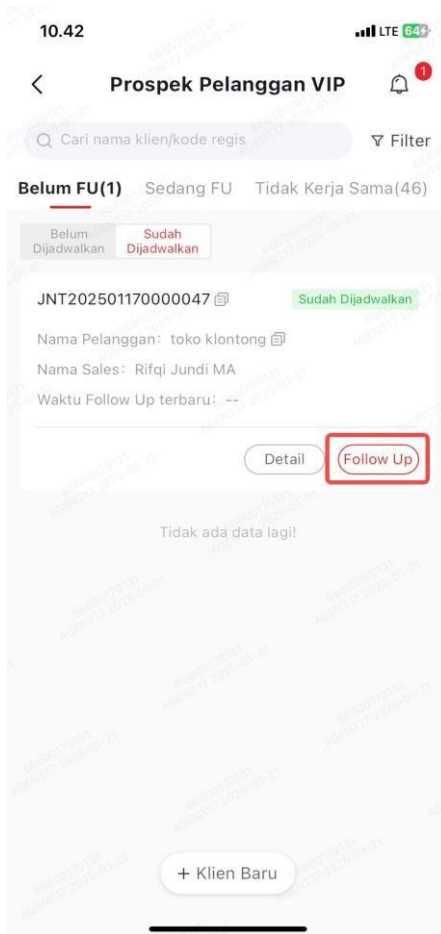 10.42 LTE 64
1
Prospek Pelanggan VIP
Cari nama klien/kode regis Filter
Belum FU(1) Sedang FU Tidak Kerja Sama(46)
Belum Dijadwalkan Sudah Dijadwalkan
JNT202501170000047 Sudah Dijadwalkan
Nama Pelanggan: toko klontong
Nama Sales: Rifqi Jundi MA
Waktu Follow Up terbaru: --
Detail Follow Up
Tidak ada data lagi!
+ Klien Baru